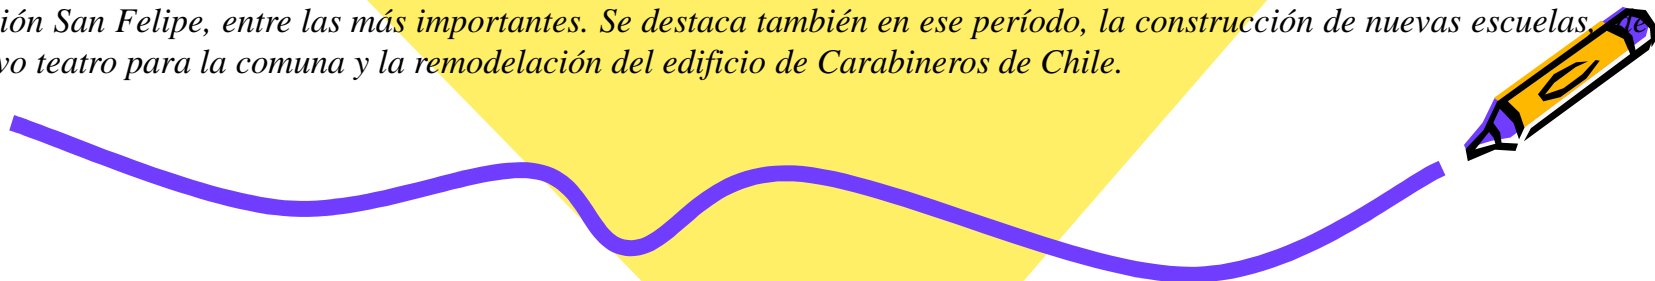 ión San Felipe, entre las más importantes. Se destaca también en ese período, la construcción de nuevas escuelas,
vo teatro para la comuna y la remodelación del edificio de Carabineros de Chile.